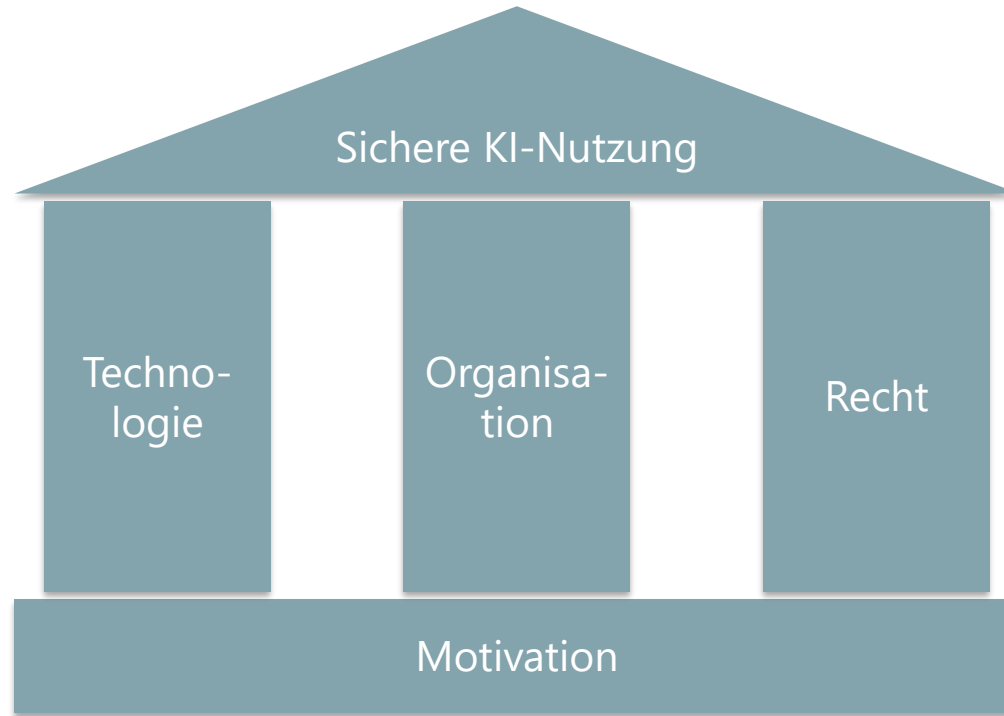 Sichere KI-Nutzung
Techno-
logie
Organisa-
tion
Recht
Motivation